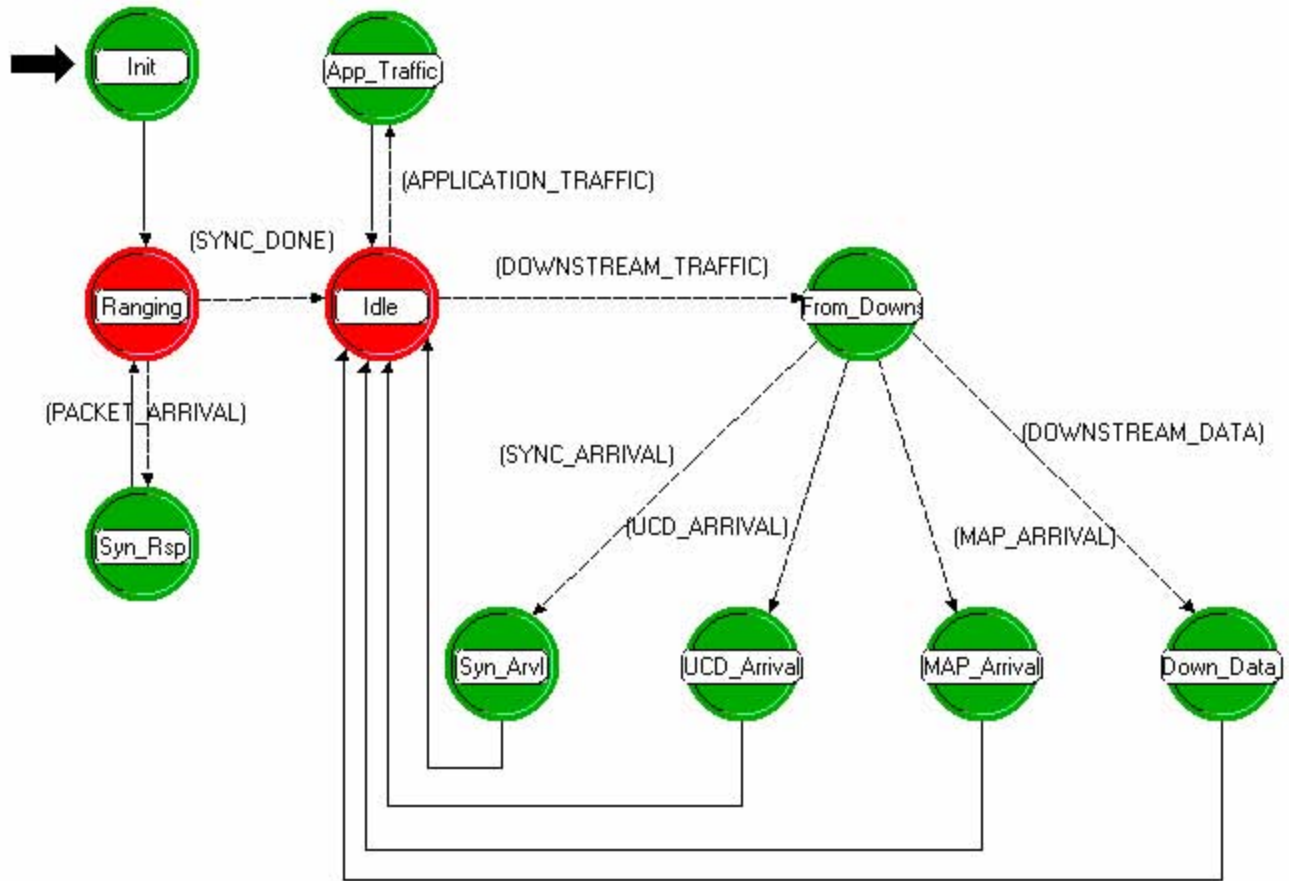 Init
App_Traffic
(APPLICATION_TRAFFIC)
(SYNC_DONE)
(DOWNSTREAM_TRAFFIC)
Ranging
Idle
From_Downs
(PACKET_ARRIVAL)
(DOWNSTREAM_DATA)
(SYNC_ARRIVAL)
(UCD_ARRIVAL)
(MAP_ARRIVAL)
Syn_Rsp
Syn_Arvl
UCD_Arrival
MAP_Arrival
Down_Data